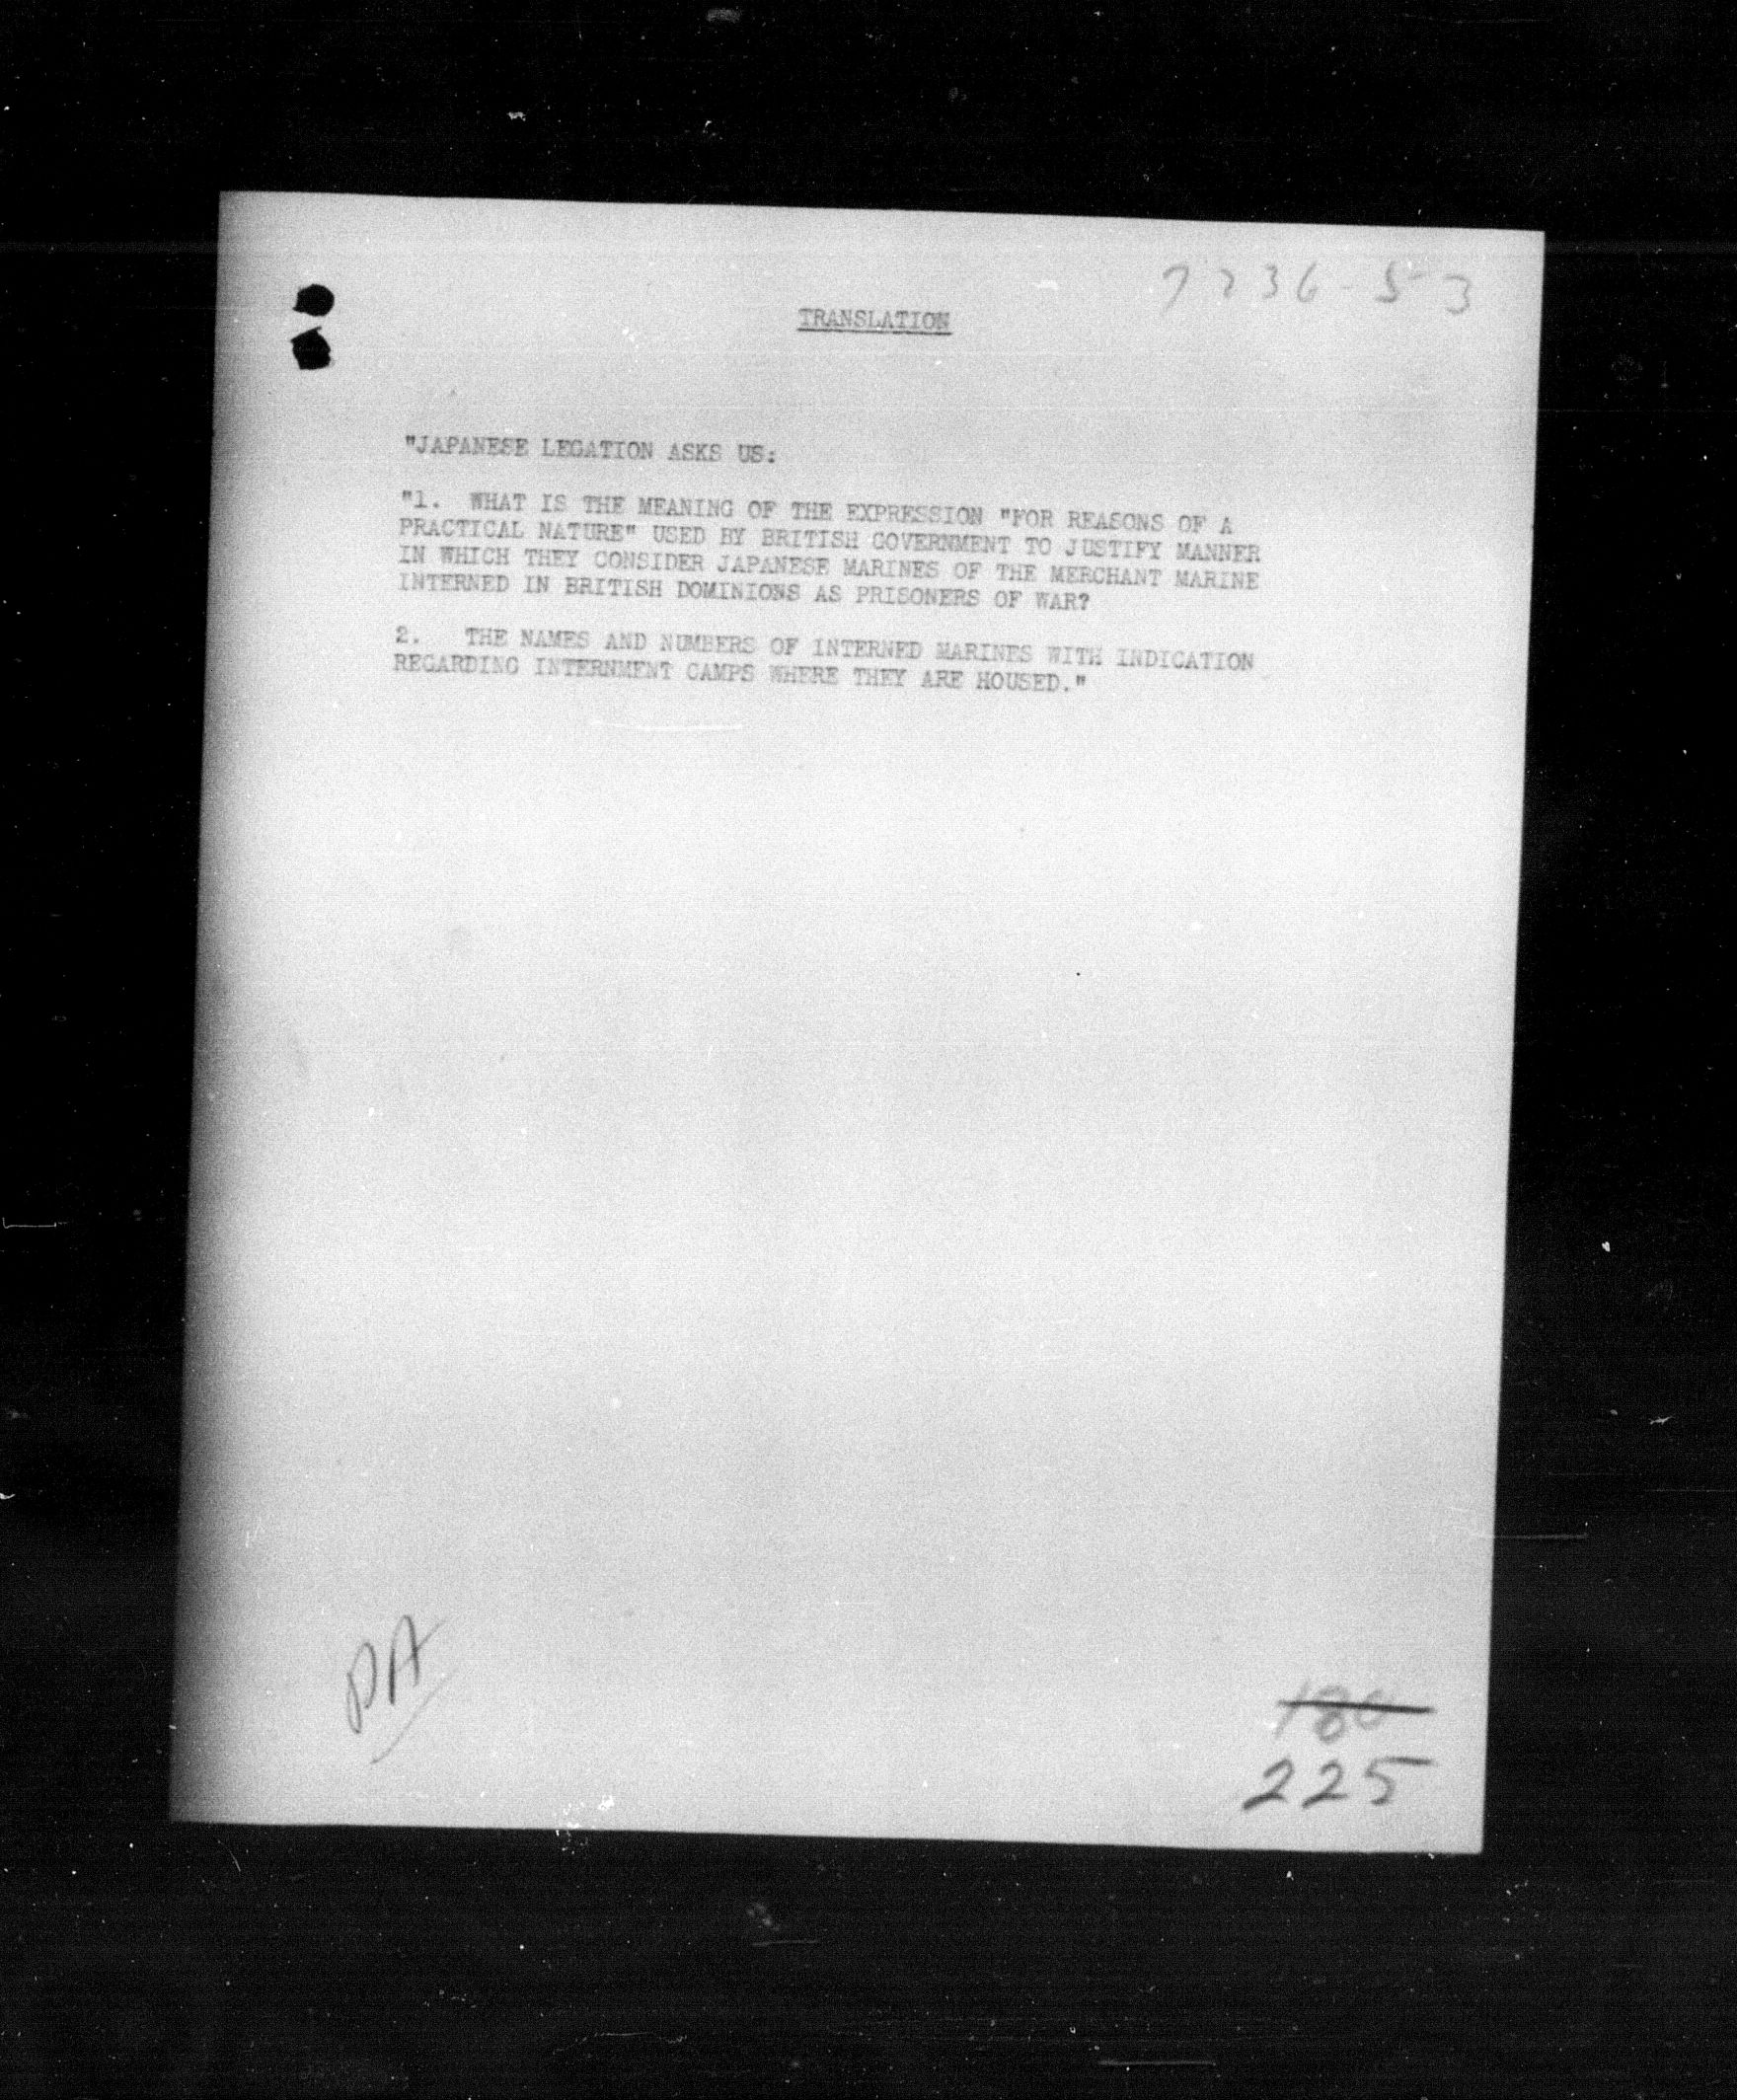 7236-53
TRANSLATION
"JAPANESE LEGATION ASKS US:
"1. WHAT IS THE MEANING OF THE EXPRESSION "FOR REASONS OF A
PRACTICAL NATURE" USED BY BRITISH GOVERNMENT TO JUSTIFY MANNER
IN WHICH THEY CONSIDER JAPANESE MARINES OF THE MERCHANT MARINE
INTERNED IN BRITISH DOMINIONS AS PRISONERS OF WAR?
2. THE NAMES AND NUMBERS OF INTERNED MARINES WITH INDICATION
REGARDING INTERNMENT CAMPS WHERE THEY ARE HOUSED."
PA
180
225